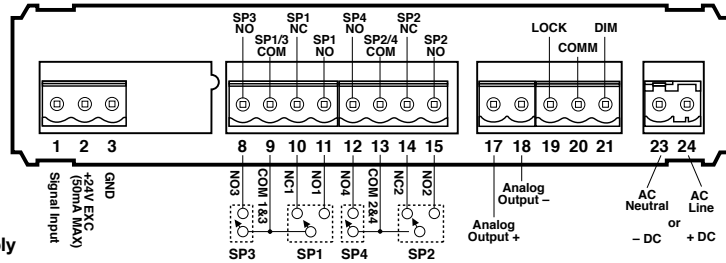 SP3 NO
SP1/3 COM
SP1 NC
SP1 NO
SP4 NO
SP2/4 COM
SP2 NC
SP2 NO
LOCK
COMM
DIM
1 2 3 8 9 10 11 12 13 14 15 17 18 19 20 21 23 24
Signal Input
+24V EXC
(50mA MAX)
GND
NO3
COM 1&3
NC1
NO1
NO4
COM 2&4
NC2
NO2
SP3 SP1 SP4 SP2
Analog
Output –
Analog
Output +
AC
Neutral
AC
Line
or
– DC
+ DC